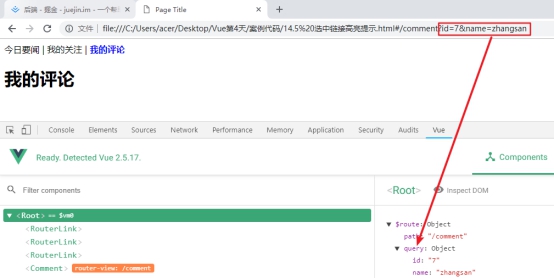 后端 - 掘金 - juejin.im - 一个帮
Page Title
文件 | file:///C:/Users/acer/Desktop/Vue第4天/案例代码/14.5%20选中链接高亮提示.html#/comment?id=7&name=zhangsan
今日要闻 | 我的关注 | 我的评论
我的评论
Console Elements Sources Network Performance Memory Application Security Audits Vue
Ready. Detected Vue 2.5.17.
Components
Filter components
<Root>
Inspect DOM
▼ <Root> == $vm0
<RouterLink>
<RouterLink>
<RouterLink>
<Comment> router-view: /comment
▼ $route: Object
path: "/comment"
▼ query: Object
id: "7"
name: "zhangsan"